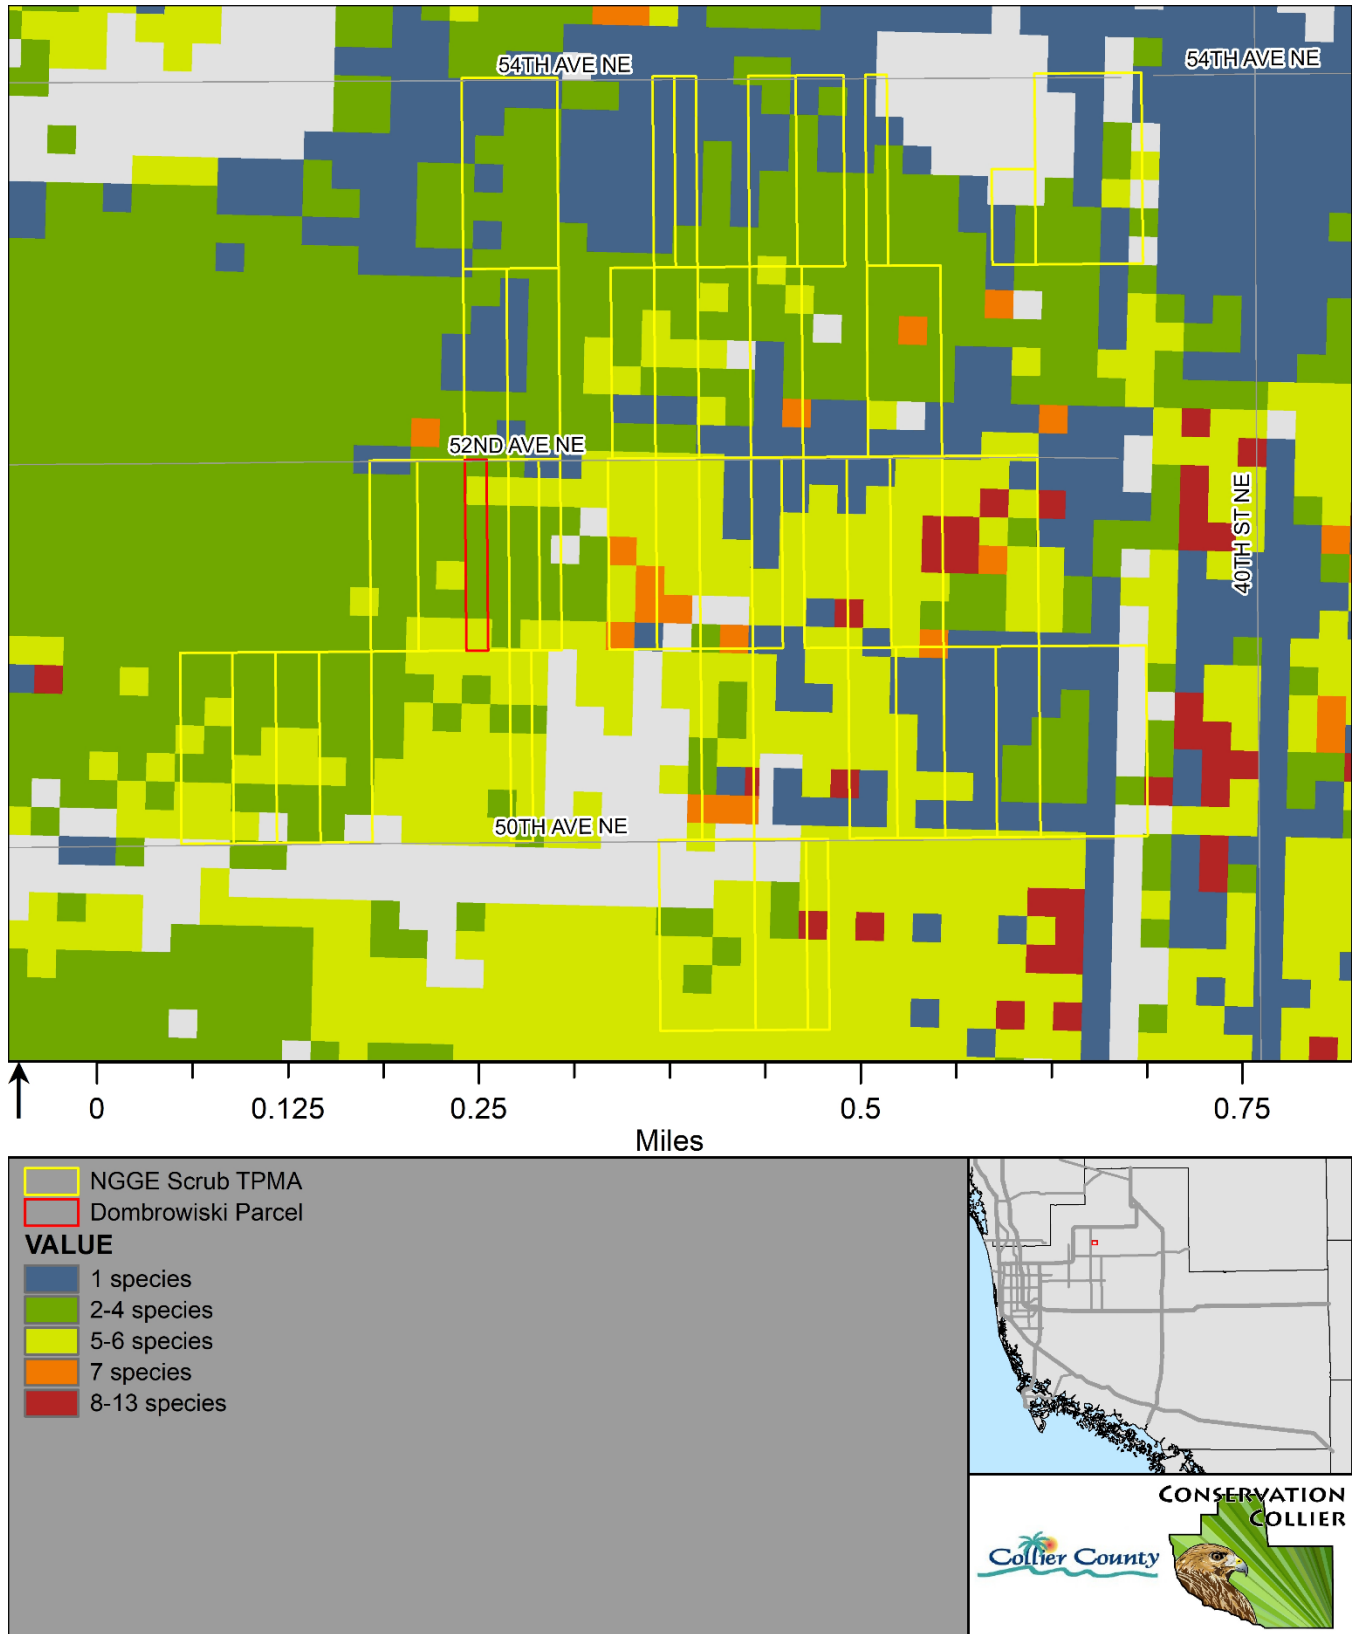 54TH AVE NE
54TH AVE NE
52ND AVE NE
40TH ST NE
50TH AVE NE
0 0.125 0.25 0.5 0.75
Miles
NGGE Scrub TPMA
Dombrowiski Parcel
VALUE
1 species
2-4 species
5-6 species
7 species
8-13 species
CONSERVATION
COLLIER
Collier County